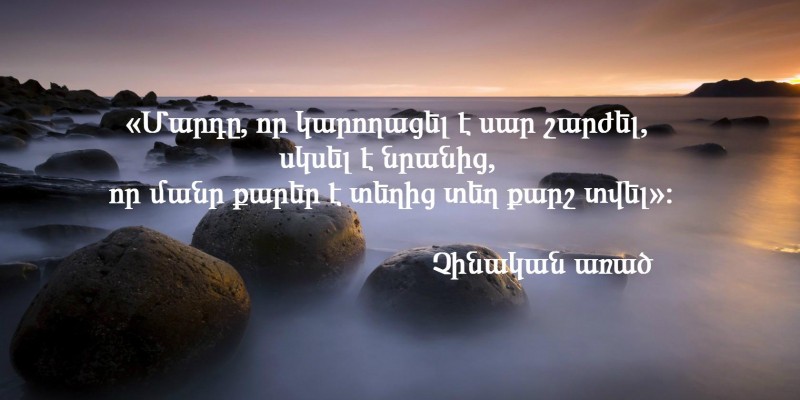 «Մարդը, որ կարողացել է սար շարժել,
սկսել է նրանից,
որ մանր քարեր է տեղից տեղ քարշ տվել»:
Չինական առած